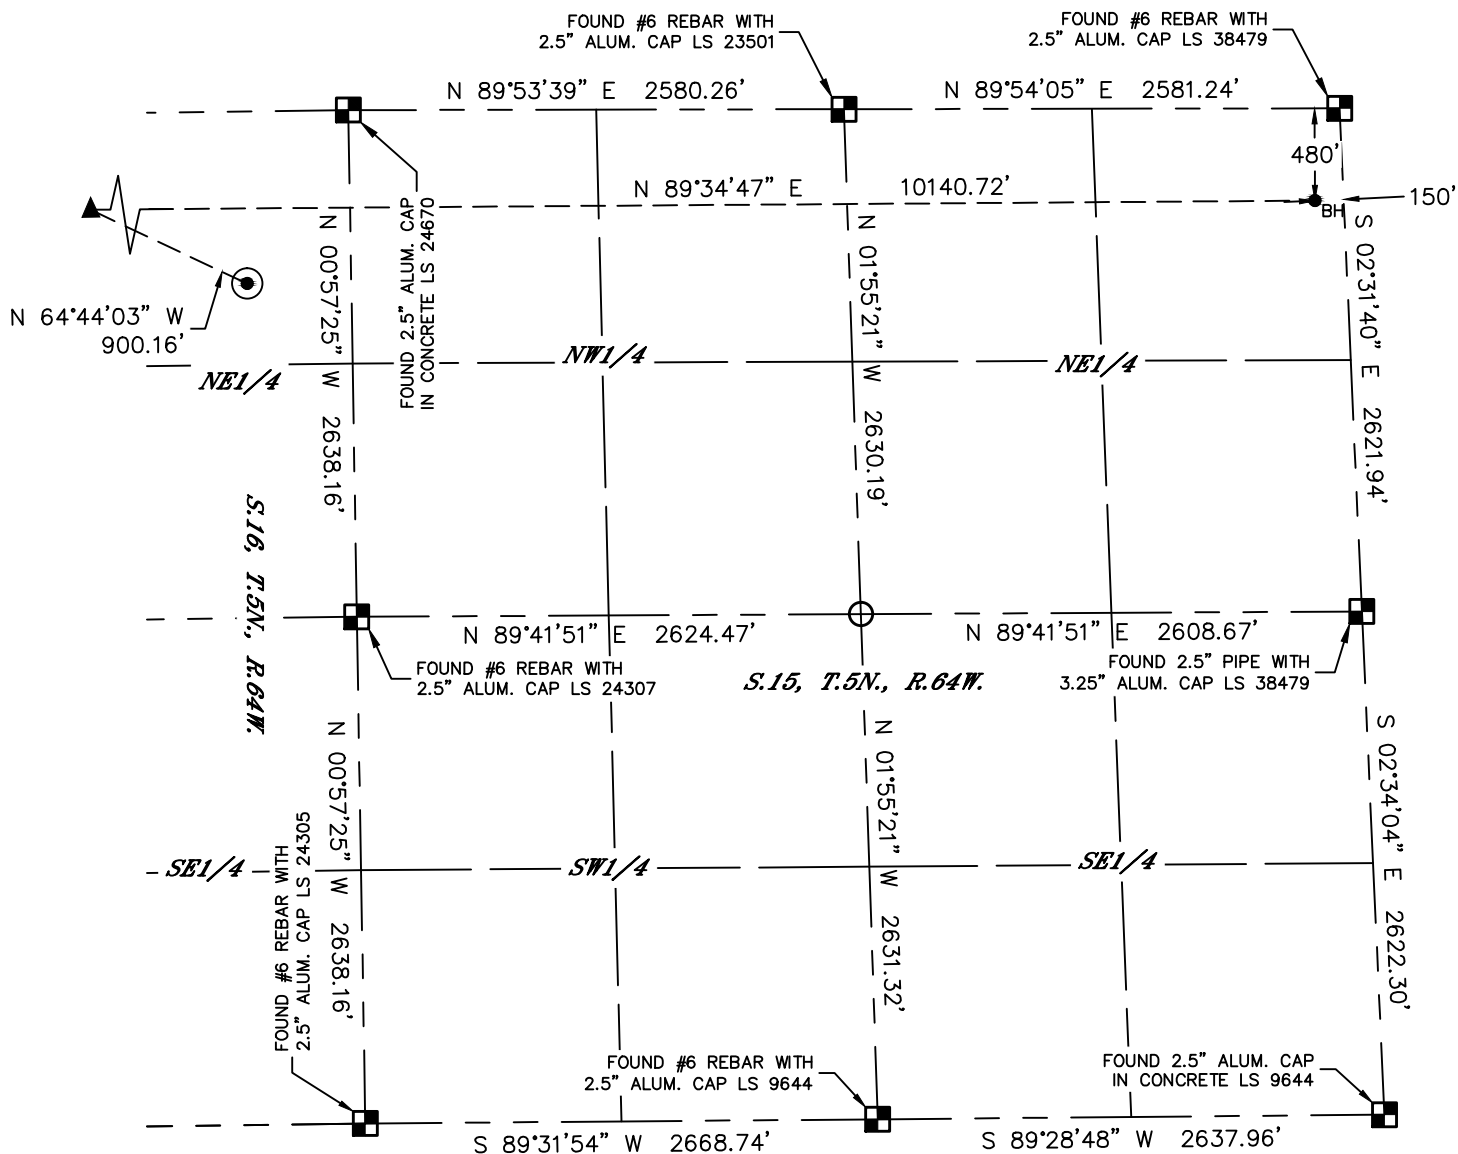 FOUND #6 REBAR WITH
2.5" ALUM. CAP LS 23501
FOUND #6 REBAR WITH
2.5" ALUM. CAP LS 38479
N 89°53'39" E 2580.26'
N 89°54'05" E 2581.24'
480'
N 89°34'47" E 10140.72'
150'
BH
N 64°44'03" W
900.16'
FOUND 2.5" ALUM. CAP
IN CONCRETE LS 24670
N 00°57'25" W 2638.16'
N 01°55'21" W 2630.19'
S 02°31'40" E 2621.94'
NE1/4
NW1/4
NE1/4
S.16, T.5N., R.64W.
N 89°41'51" E 2624.47'
N 89°41'51" E 2608.67'
FOUND #6 REBAR WITH
2.5" ALUM. CAP LS 24307
S.15, T.5N., R.64W.
FOUND 2.5" PIPE WITH
3.25" ALUM. CAP LS 38479
N 00°57'25" W 2638.16'
N 01°55'21" W 2631.32'
S 02°34'04" E 2622.30'
SE1/4
SW1/4
SE1/4
FOUND #6 REBAR WITH
2.5" ALUM. CAP LS 24305
FOUND #6 REBAR WITH
2.5" ALUM. CAP LS 9644
FOUND 2.5" ALUM. CAP
IN CONCRETE LS 9644
S 89°31'54" W 2668.74'
S 89°28'48" W 2637.96'